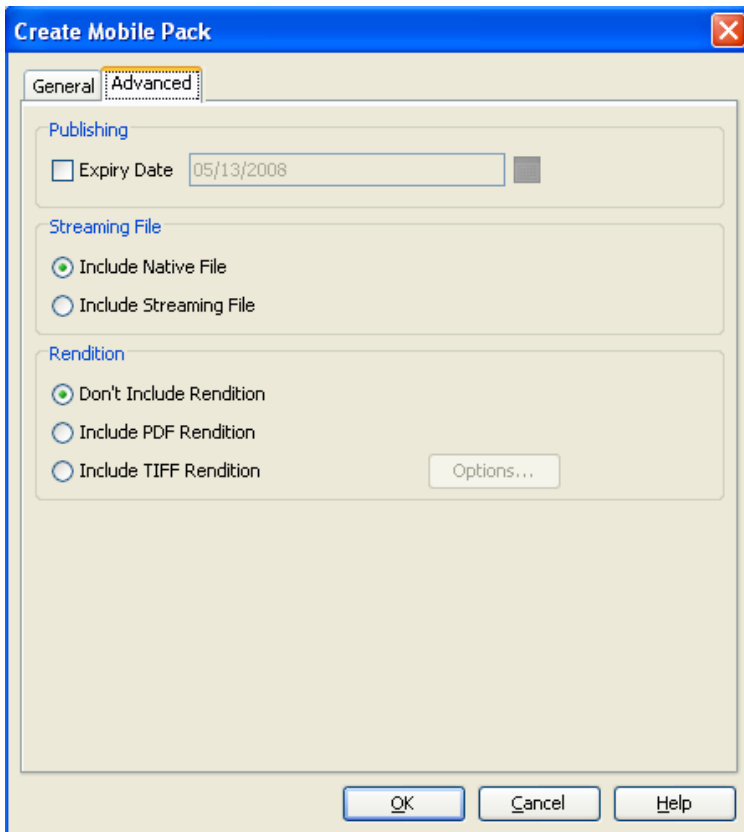 Create Mobile Pack
General Advanced
Publishing
Expiry Date 05/13/2008
Streaming File
Include Native File
Include Streaming File
Rendition
Don't Include Rendition
Include PDF Rendition
Include TIFF Rendition Options...
OK Cancel Help